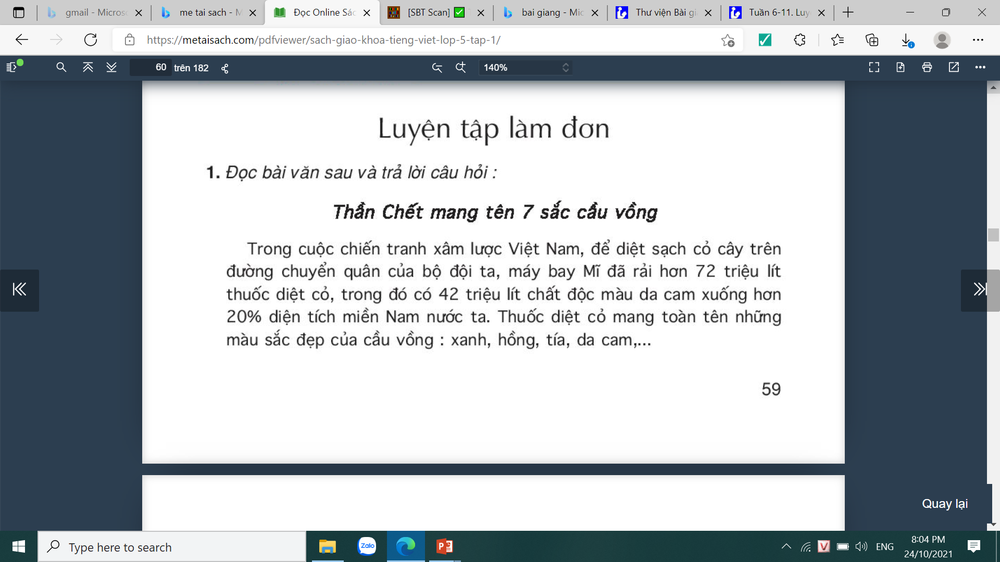 gmail - Microso
me tai sach - M
Đọc Online Sác
[SBT Scan] ✅ T
bai giang - Mic
Thư viện Bài gi
Tuần 6-11. Luy
https://metaisach.com/pdfviewer/sach-giao-khoa-tieng-viet-lop-5-tap-1/
60 trên 182
140%
Luyện tập làm đơn
1. Đọc bài văn sau và trả lời câu hỏi :
Thần Chết mang tên 7 sắc cầu vồng
Trong cuộc chiến tranh xâm lược Việt Nam, để diệt sạch cỏ cây trên
đường chuyển quân của bộ đội ta, máy bay Mĩ đã rải hơn 72 triệu lít
thuốc diệt cỏ, trong đó có 42 triệu lít chất độc màu da cam xuống hơn
20% diện tích miền Nam nước ta. Thuốc diệt cỏ mang toàn tên những
màu sắc đẹp của cầu vồng : xanh, hồng, tía, da cam,...
59
Quay lại
Type here to search
Zalo
ENG
8:04 PM
24/10/2021